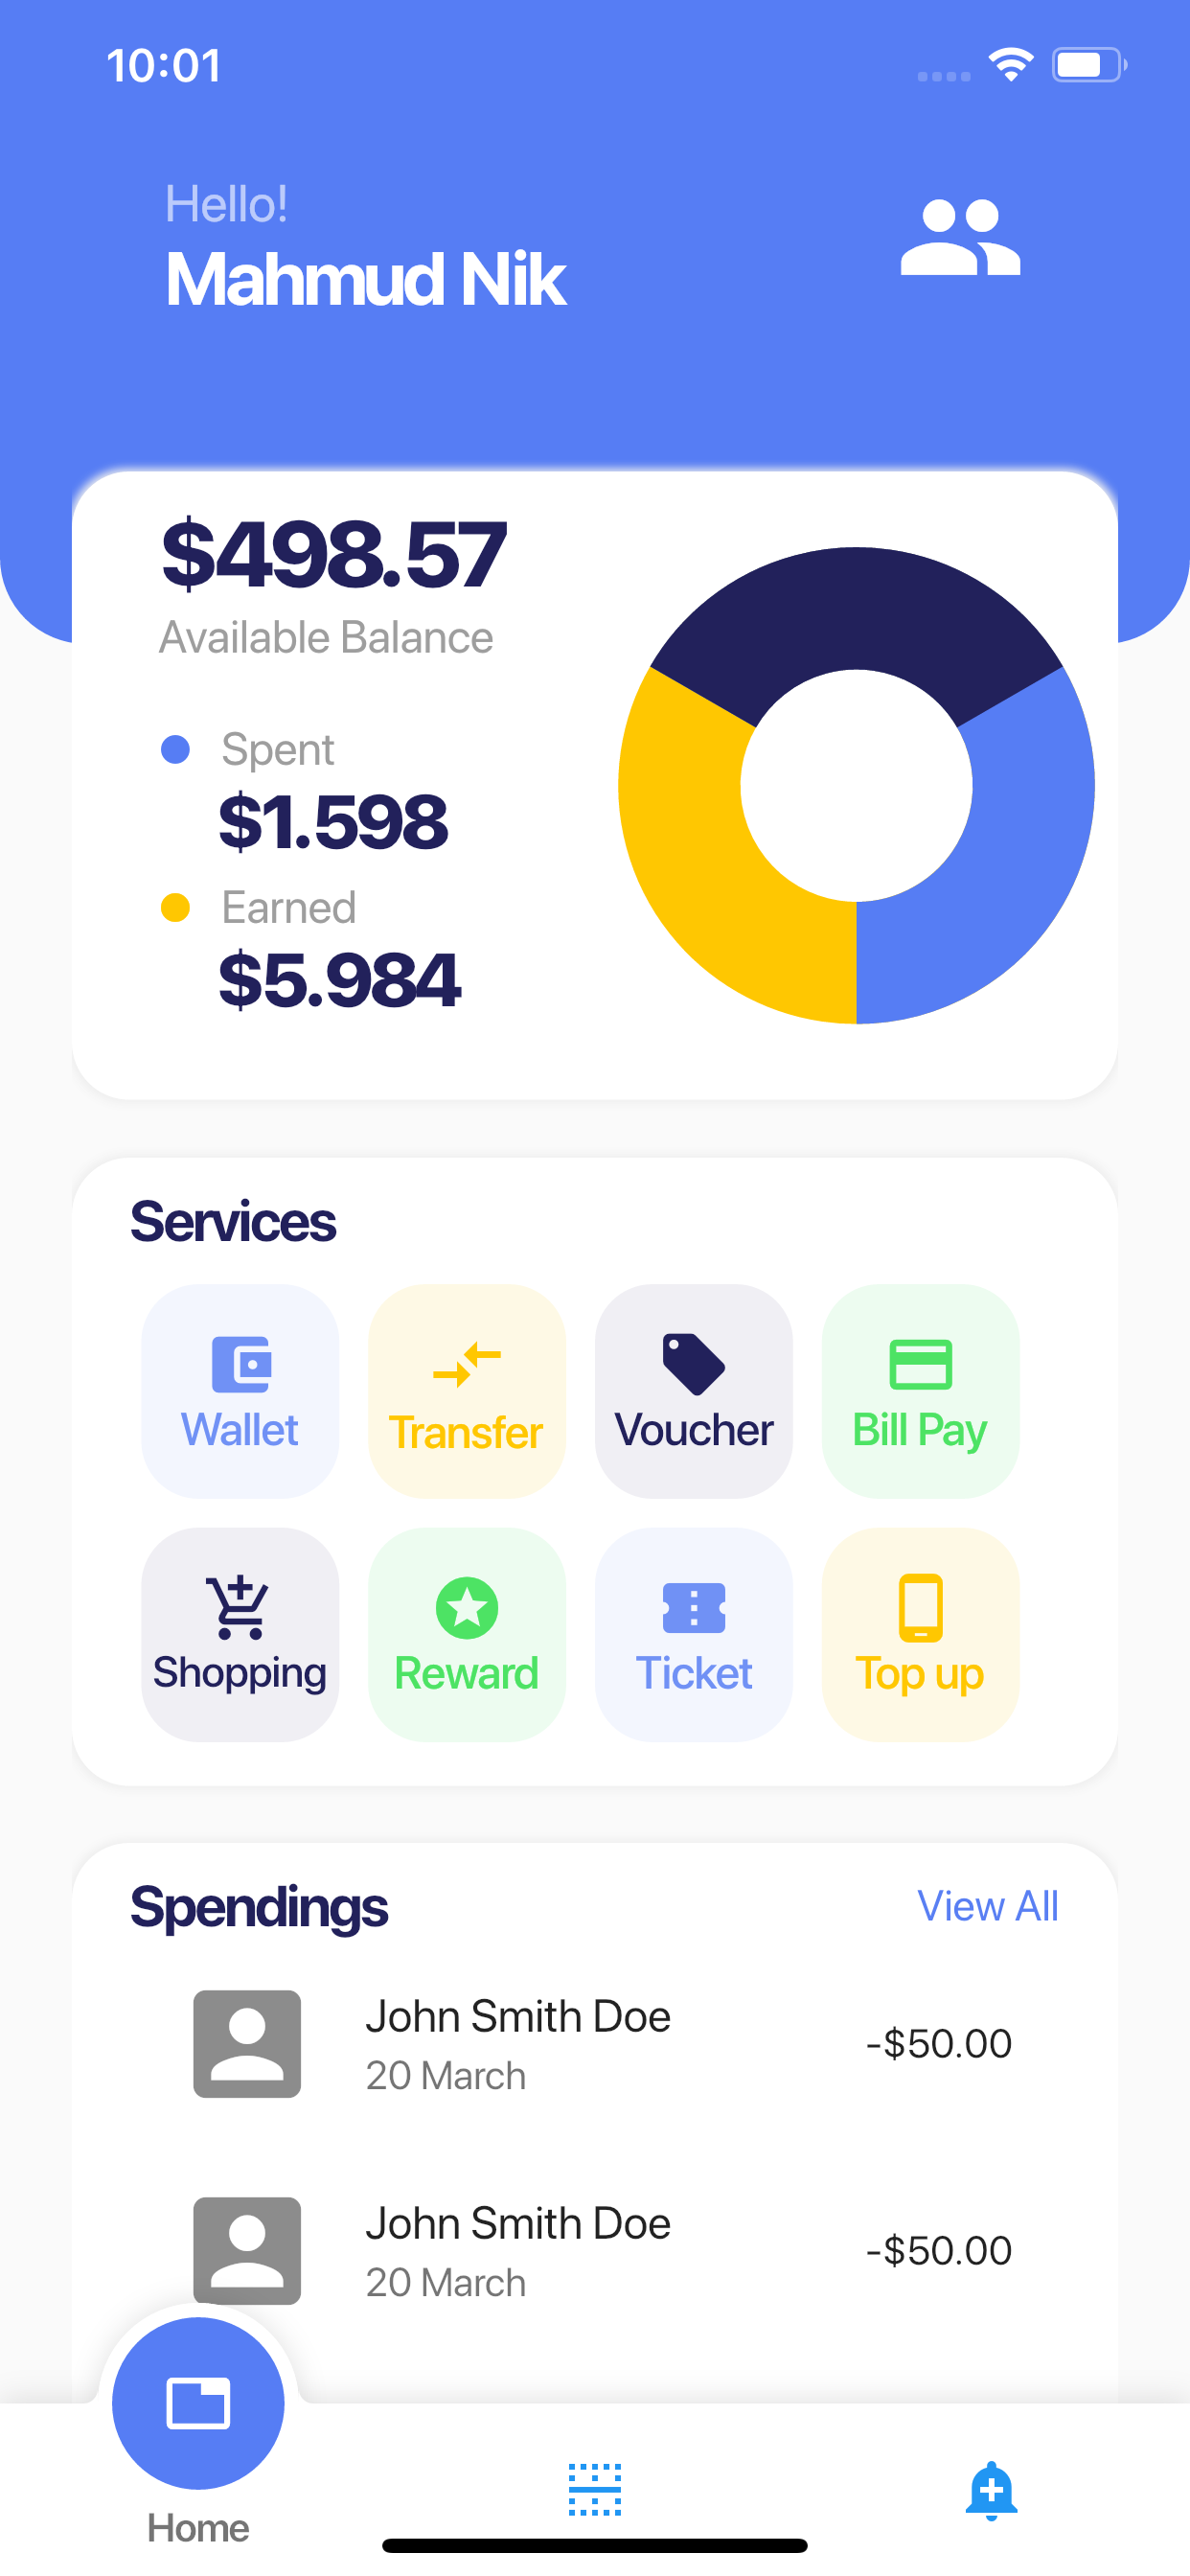 10:01
Hello!
Mahmud Nik
$498.57
Available Balance
Spent
$1.598
Earned
$5.984
Services
Wallet
Transfer
Voucher
Bill Pay
Shopping
Reward
Ticket
Top up
Spendings
View All
John Smith Doe
20 March
-$50.00
John Smith Doe
20 March
-$50.00
Home